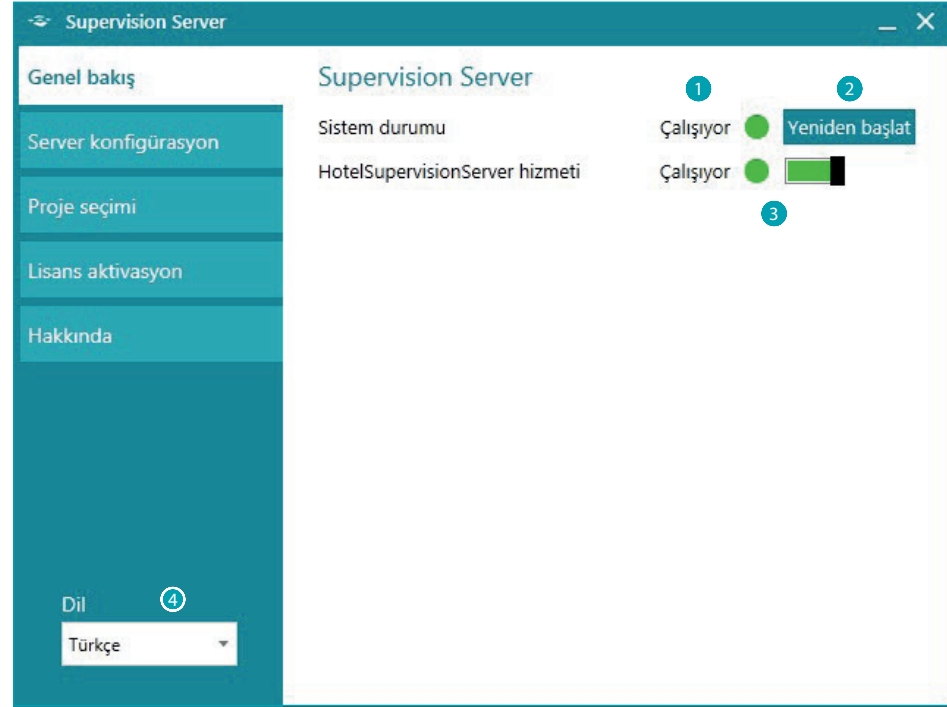 Supervision Server
Genel bakış
Server konfigürasyon
Proje seçimi
Lisans aktivasyon
Hakkında
Dil
4
Türkçe
Supervision Server
1
2
Sistem durumu
Çalışıyor
Yeniden başlat
HotelSupervisionServer hizmeti
Çalışıyor
3